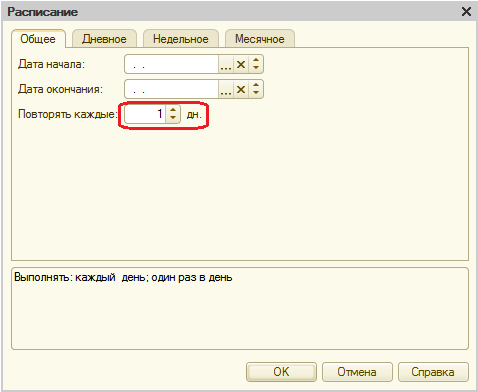 Расписание
Общее Дневное Недельное Месячное
Дата начала: . . ... ×
Дата окончания: . . ... ×
Повторять каждые: 1 дн.
Выполнять: каждый день; один раз в день
OK Отмена Справка